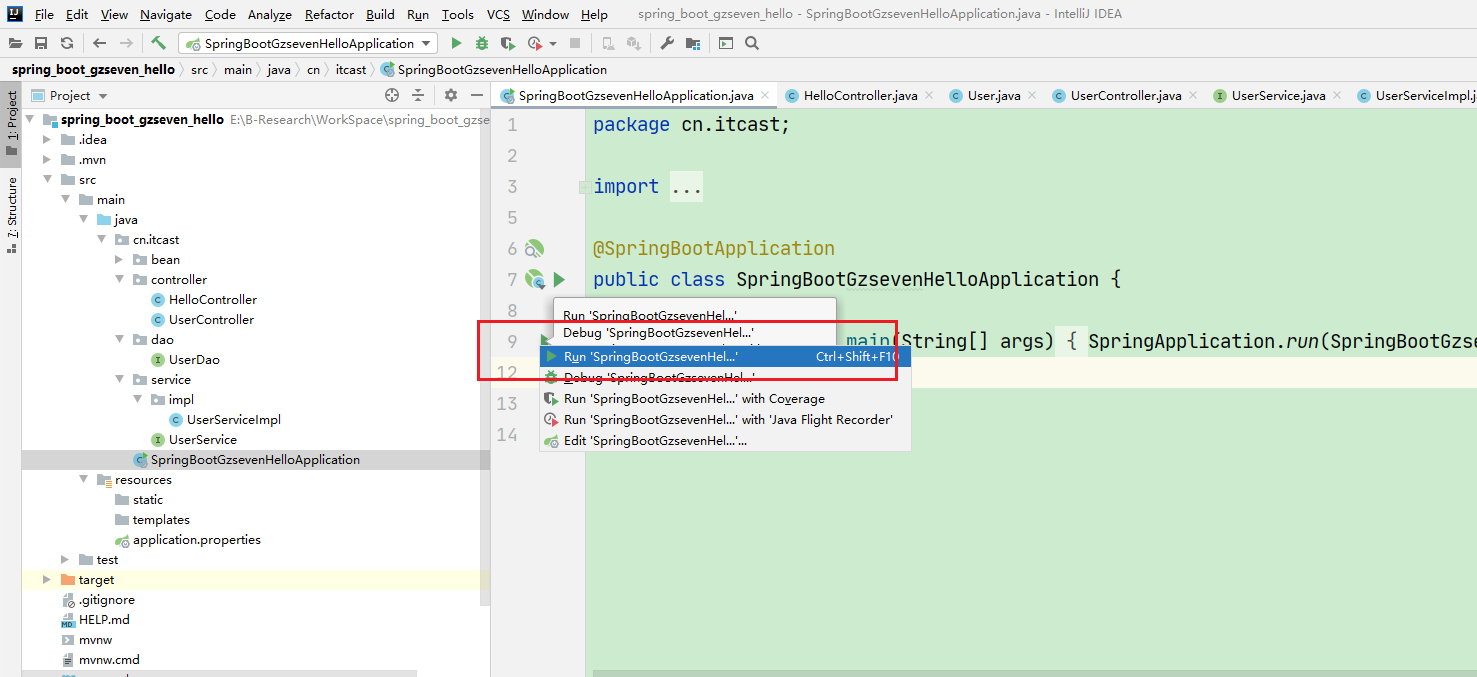 File Edit View Navigate Code Analyze Refactor Build Run Tools VCS Window Help spring_boot_gzseven_hello - SpringBootGzsevenHelloApplication.java - IntelliJ IDEA
SpringBootGzsevenHelloApplication
spring_boot_gzseven_hello src main java cn itcast SpringBootGzsevenHelloApplication
1: Project
7: Structure
Project
spring_boot_gzseven_hello E:\B-Research\WorkSpace\spring_boot_gzse
.idea
.mvn
src
main
java
cn.itcast
bean
controller
HelloController
UserController
dao
UserDao
service
impl
UserServiceImpl
UserService
SpringBootGzsevenHelloApplication
resources
static
templates
application.properties
test
target
.gitignore
HELP.md
mvnw
mvnw.cmd
SpringBootGzsevenHelloApplication.java HelloController.java User.java UserController.java UserService.java UserServiceImpl.j
1 package cn.itcast;
2
3 import ...
5
6 @SpringBootApplication
7 public class SpringBootGzsevenHelloApplication {
8
9 main(String[] args) { SpringApplication.run(SpringBootGzse
12
13
14
Run 'SpringBootGzsevenHel...'
Debug 'SpringBootGzsevenHel...'
Run 'SpringBootGzsevenHel...' Ctrl+Shift+F10
Debug 'SpringBootGzsevenHel...'
Run 'SpringBootGzsevenHel...' with Coverage
Run 'SpringBootGzsevenHel...' with 'Java Flight Recorder'
Edit 'SpringBootGzsevenHel...'...